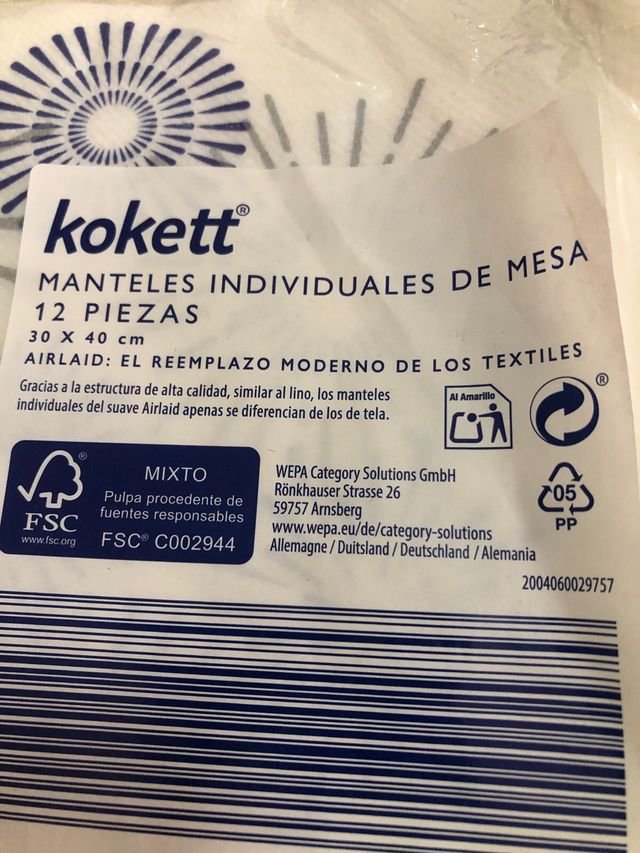 kokett®
MANTELES INDIVIDUALES DE MESA
12 PIEZAS
30 X 40 cm
AIRLAID: EL REEMPLAZO MODERNO DE LOS TEXTILES
Gracias a la estructura de alta calidad, similar al lino, los manteles
individuales del suave Airlaid apenas se diferencian de los de tela.
Al Amarillo
®
®
FSC
www.fsc.org
MIXTO
Pulpa procedente de
fuentes responsables
FSC® C002944
WEPA Category Solutions GmbH
Rönkhauser Strasse 26
59757 Arnsberg
www.wepa.eu/de/category-solutions
Allemagne / Duitsland / Deutschland / Alemania
05
PP
2004060029757